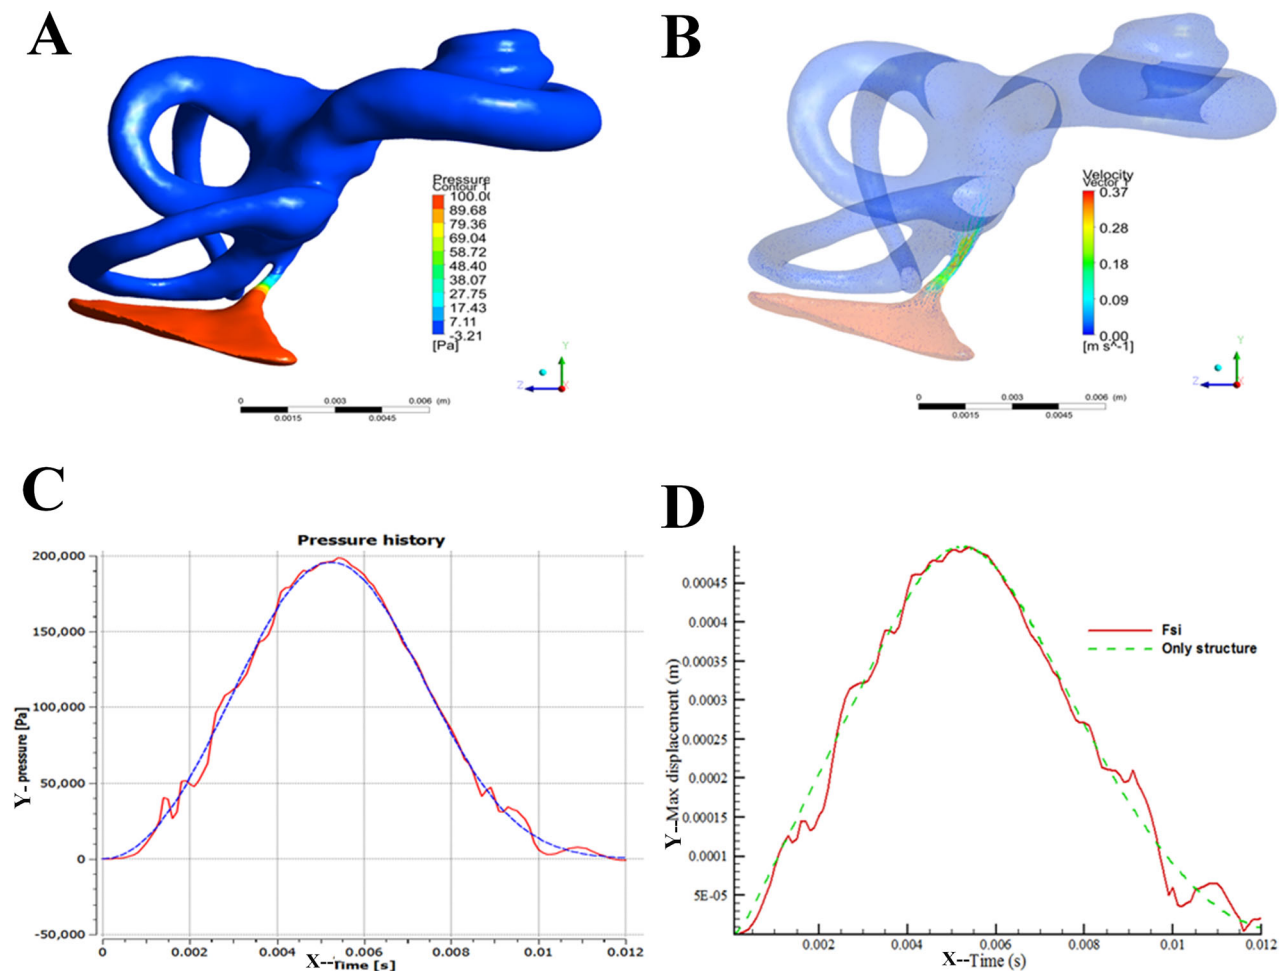 A
Pressure
Contour 1
100.00
89.68
79.36
69.04
58.72
48.40
38.07
27.75
17.43
7.11
-3.21
[Pa]
Y
Z
X
0 0.003 0.006 (m)
0.0015 0.0045
B
Velocity
Vector 1
0.37
0.28
0.18
0.09
0.00
[m s^-1]
Y
Z
X
0 0.003 0.006 (m)
0.0015 0.0045
C
Pressure history
Y-pressure [Pa]
200,000
150,000
100,000
50,000
0
-50,000
0 0.002 0.004 0.006 0.008 0.01 0.012
X--Time [s]
D
Y--Max displacement (m)
0.00045
0.0004
0.00035
0.0003
0.00025
0.0002
0.00015
0.0001
5E-05
Fsi
Only structure
0.002 0.004 0.006 0.008 0.01 0.012
X--Time (s)